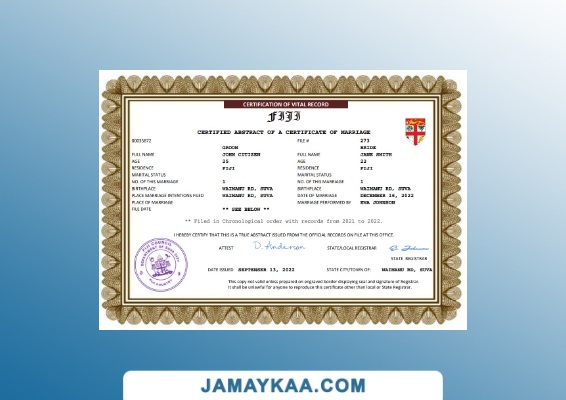 CERTIFICATION OF VITAL RECORD
FIJI
CERTIFIED ABSTRACT OF A CERTIFICATE OF MARRIAGE
FILE # 273
GROOM BRIDE
FULL NAME JOHN CITIZEN FULL NAME JANE SMITH
AGE 25 AGE 22
RESIDENCE FIJI RESIDENCE FIJI
MARITAL STATUS MARITAL STATUS
NO. OF THIS MARRIAGE 1 NO. OF THIS MARRIAGE 1
BIRTHPLACE WAIMANU RD, SUVA BIRTHPLACE WAIMANU RD, SUVA
PLACE MARRIAGE INTENTIONS FILED WAIMANU RD, SUVA DATE OF MARRIAGE DECEMBER 16, 2022
PLACE OF MARRIAGE MARRIAGE PERFORMED BY EWA JOHNSON
FILE DATE ** SEE BELOW **
** Filed in Chronological order with records from 2021 to 2022.
I HEREBY CERTIFY THAT THIS IS A TRUE ABSTRACT ISSUED FROM THE OFFICIAL RECORDS ON FILE AT THIS OFFICE.
ATTEST D. Anderson STATE/LOCAL REGISTRAR
STATE REGISTRAR
DATE ISSUED SEPTEMBER 13, 2022 STATE CITY/TOWN OF: WAIMANU RD, SUVA
This copy not valid unless prepared on engraved border displaying seal and signature of Registrar.
It shall be unlawful for anyone to reproduce this certificate other than local or State Registrar.
JAMAYKAA.COM